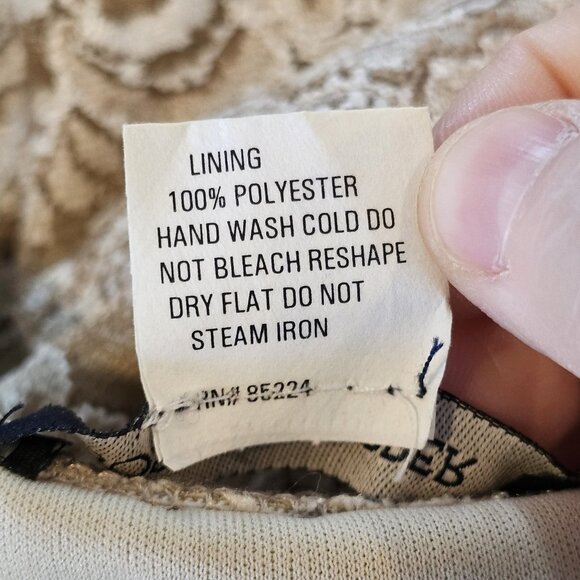 LINING
100% POLYESTER
HAND WASH COLD DO
NOT BLEACH RESHAPE
DRY FLAT DO NOT
STEAM IRON
RN# 85224